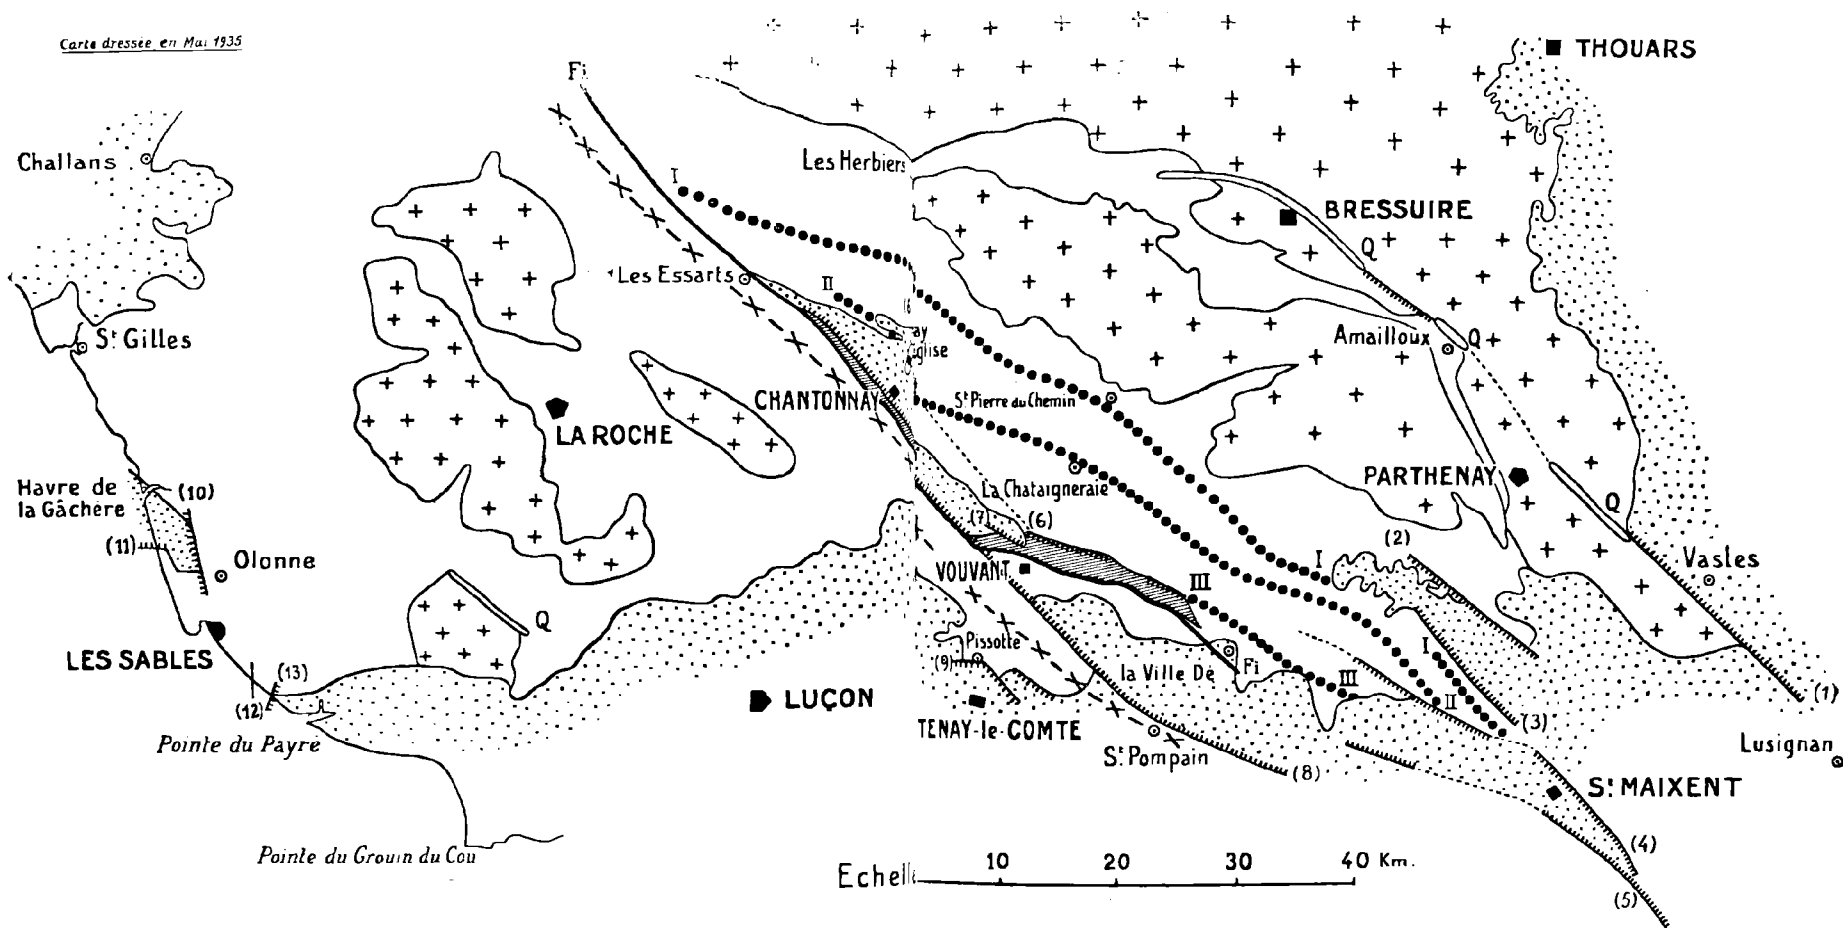 Carte dressée en Mai 1935
THOUARS
Fi
Challans
Les Herbiers
I
BRESSUIRE
Q
Les Essarts
II
Sᵗ Gilles
Amailloux
Q
église
CHANTONNAY
Sᵗ Pierre du Chemin
LA ROCHE
PARTHENAY
La Chataigneraie
Q
Havre de
la Gâchère
(10)
(7)
(6)
(11)
(2)
Olonne
Vasles
VOUVANT
III
I
Q
Pissotte
(9)
la Ville Dé
Fi
I
LES SABLES
(13)
(12)
LUÇON
III
II
(1)
TENAY-le-COMTE
(3)
Pointe du Payré
Sᵗ Pompain
(8)
Lusignan
Sᵗ MAIXENT
Pointe du Grouin du Cou
(4)
Echell
10
20
30
40 Km.
(5)